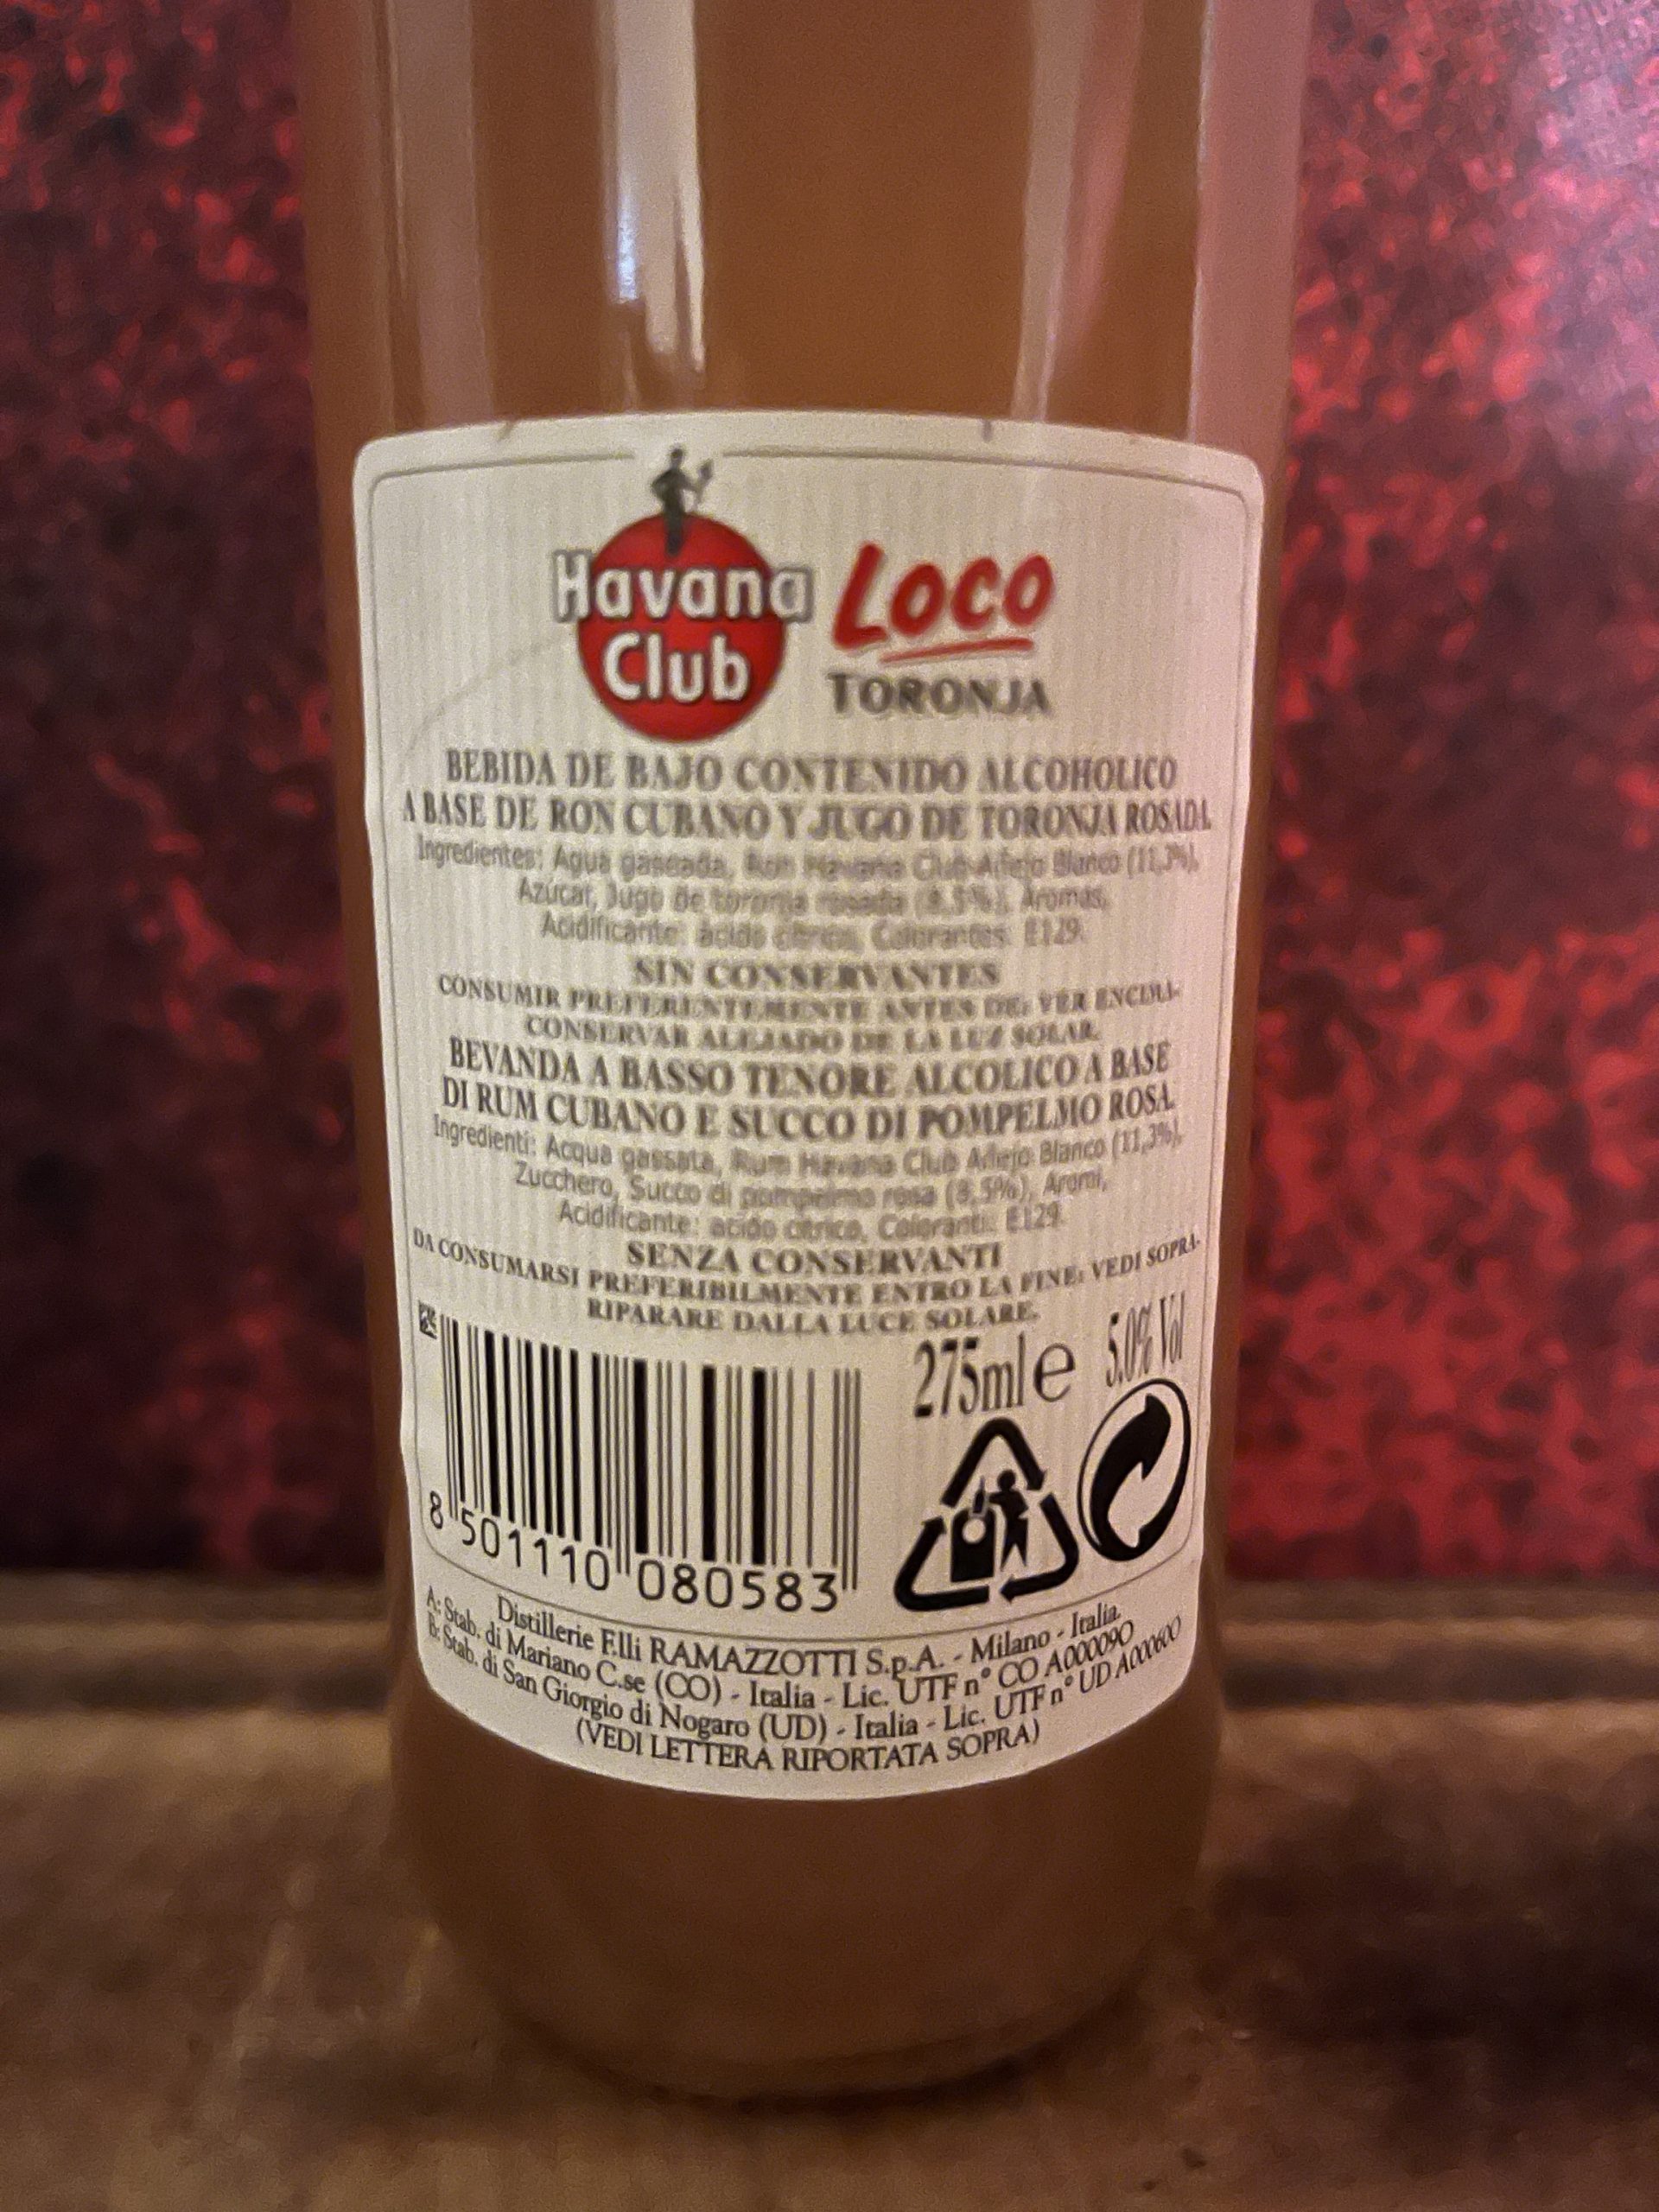 Havana
Club
Loco
TORONJA
BEBIDA DE BAJO CONTENIDO ALCOHOLICO
A BASE DE RON CUBANO Y JUGO DE TORONJA ROSADA.
Ingredientes: Agua gaseada, Ron Havana Club Añejo Blanco (11,3%),
Azúcar, Jugo de toronja rosada (8,5%), Aromas,
Acidificante: ácido cítrico, Colorantes: E129.
SIN CONSERVANTES
CONSUMIR PREFERENTEMENTE ANTES DE: VER ENCIMA.
CONSERVAR ALEJADO DE LA LUZ SOLAR.
BEVANDA A BASSO TENORE ALCOLICO A BASE
DI RUM CUBANO E SUCCO DI POMPELMO ROSA.
Ingredienti: Acqua gassata, Rum Havana Club Añejo Blanco (11,3%),
Zucchero, Succo di pompelmo rosa (8,5%), Aromi,
Acidificante: acido citrico, Coloranti: E129.
SENZA CONSERVANTI
DA CONSUMARSI PREFERIBILMENTE ENTRO LA FINE: VEDI SOPRA.
RIPARARE DALLA LUCE SOLARE.
275ml e 5.0% Vol
8 501110 080583
Distillerie F.lli RAMAZZOTTI S.p.A. - Milano - Italia.
A: Stab. di Mariano C.se (CO) - Italia - Lic. UTF n° CO A00009O
B: Stab. di San Giorgio di Nogaro (UD) - Italia - Lic. UTF n° UD A00060O
(VEDI LETTERA RIPORTATA SOPRA)